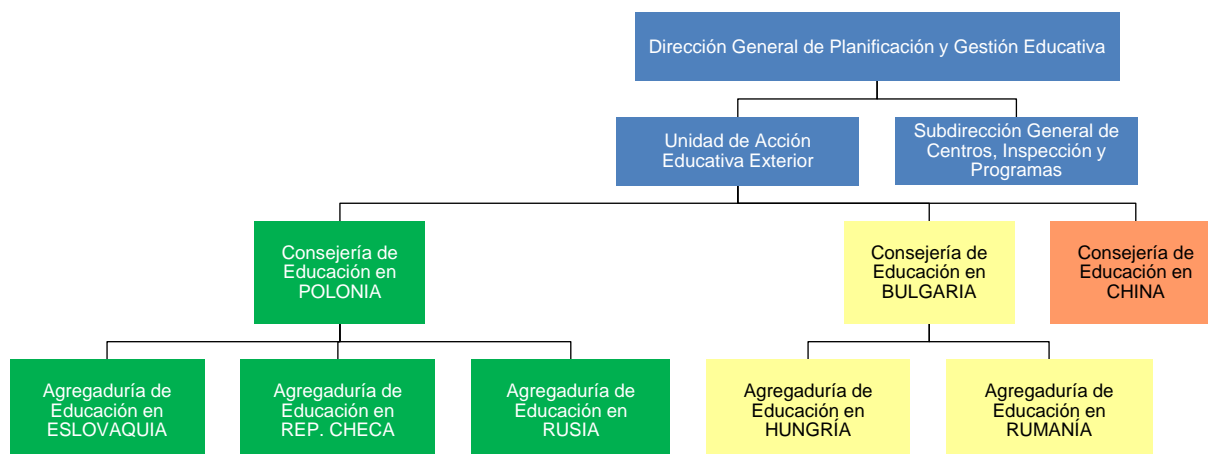 Dirección General de Planificación y Gestión Educativa
Unidad de Acción
Educativa Exterior
Subdirección General de
Centros, Inspección y
Programas
Consejería de
Educación en
POLONIA
Consejería de
Educación en
BULGARIA
Consejería de
Educación en
CHINA
Agregaduría de
Educación en
ESLOVAQUIA
Agregaduría de
Educación en
REP. CHECA
Agregaduría de
Educación en
RUSIA
Agregaduría de
Educación en
HUNGRÍA
Agregaduría de
Educación en
RUMANÍA